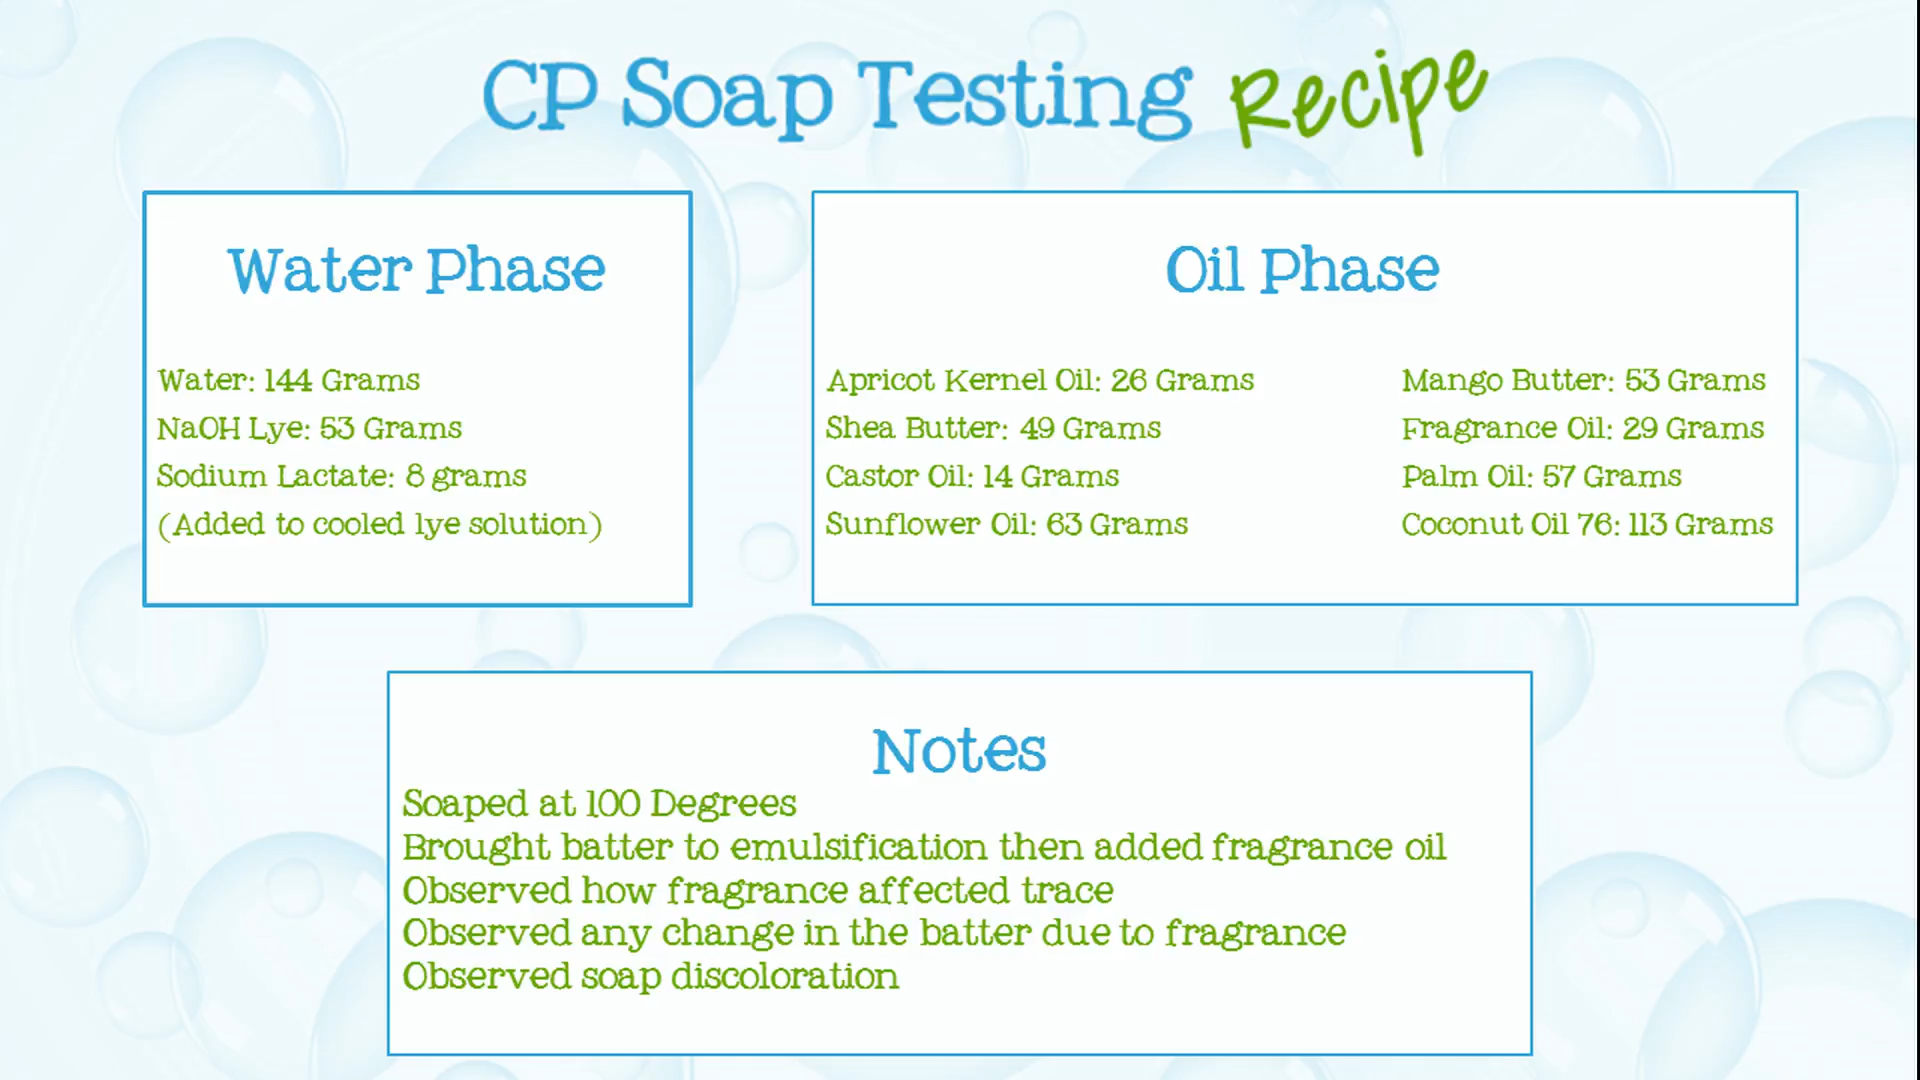 CP Soap Testing Recipe
Water Phase
Water: 144 Grams
NaOH Lye: 53 Grams
Sodium Lactate: 8 grams
(Added to cooled lye solution)
Oil Phase
Apricot Kernel Oil: 26 Grams
Shea Butter: 49 Grams
Castor Oil: 14 Grams
Sunflower Oil: 63 Grams
Mango Butter: 53 Grams
Fragrance Oil: 29 Grams
Palm Oil: 57 Grams
Coconut Oil 76: 113 Grams
Notes
Soaped at 100 Degrees
Brought batter to emulsification then added fragrance oil
Observed how fragrance affected trace
Observed any change in the batter due to fragrance
Observed soap discoloration